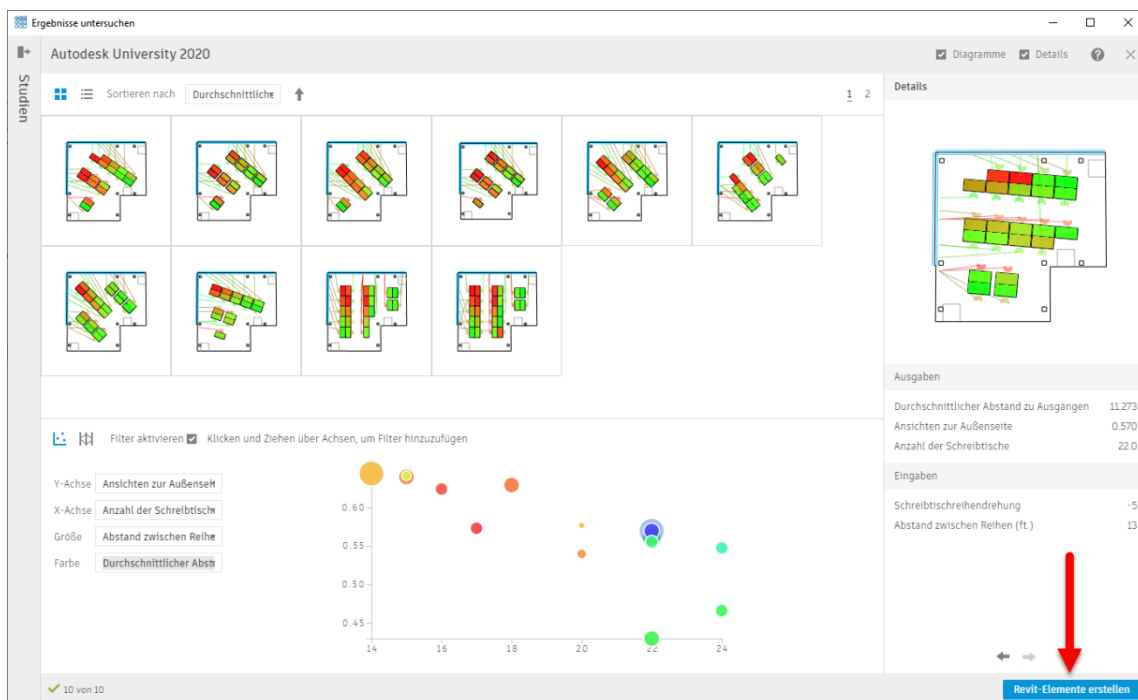 Ergebnisse untersuchen
Studien
Autodesk University 2020
Diagramme Details
Sortieren nach Durchschnittliche
1 2
Details
Ausgaben
Durchschnittlicher Abstand zu Ausgängen 11.273
Ansichten zur Außenseite 0.570
Anzahl der Schreibtische 22.0
Eingaben
Schreibtischreihendrehung -5
Abstand zwischen Reihen (ft.) 13
Filter aktivieren Klicken und Ziehen über Achsen, um Filter hinzuzufügen
Y-Achse Ansichten zur Außenseit
X-Achse Anzahl der Schreibtisch
Größe Abstand zwischen Reihe
Farbe Durchschnittlicher Abst
0.60
0.55
0.50
0.45
14 16 18 20 22 24
10 von 10
Revit-Elemente erstellen